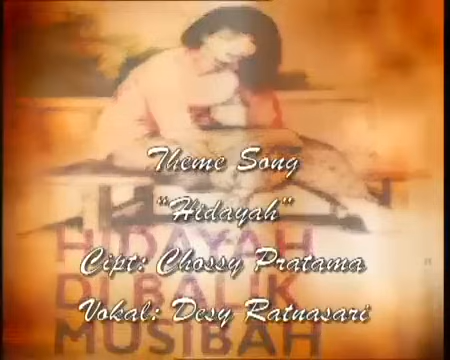 Theme Song
"Hidayah"
Cipt: Chossy Pratama
Vokal: Desy Ratnasari
HIDAYAH
DI BALIK
MUSIBAH